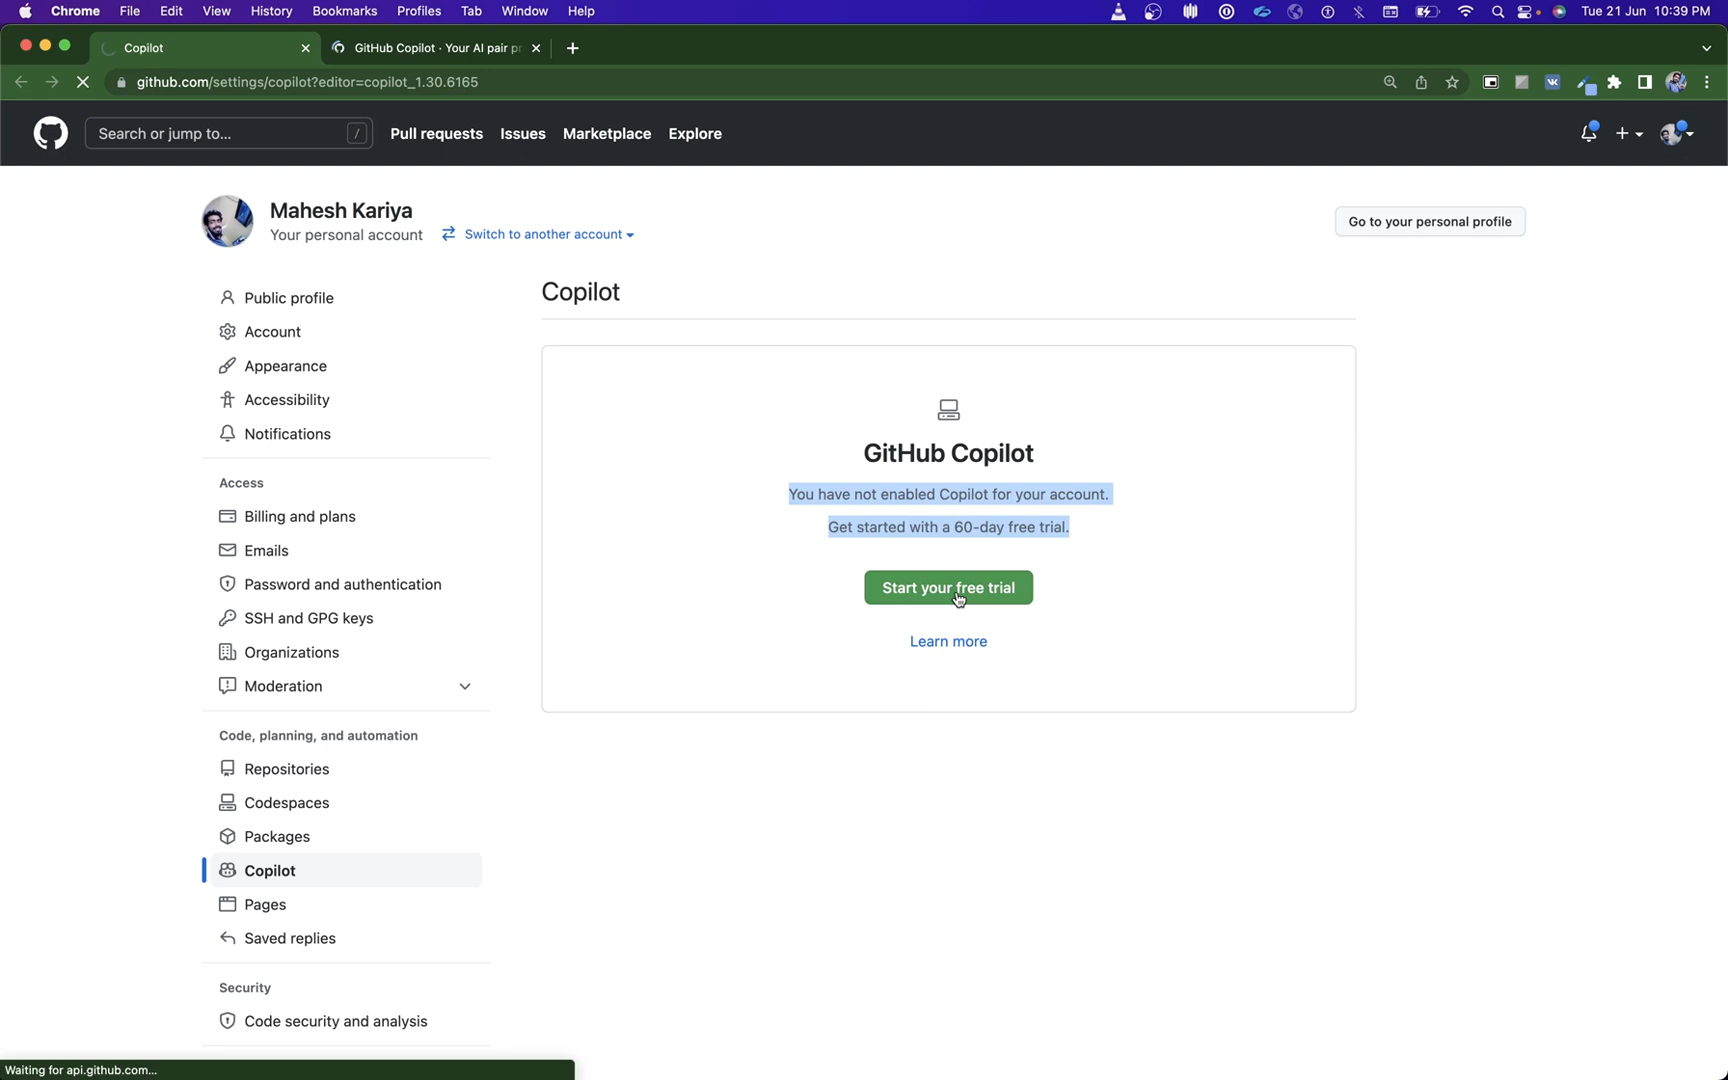 Chrome File Edit View History Bookmarks Profiles Tab Window Help Tue 21 Jun 10:39 PM
Copilot GitHub Copilot · Your AI pair pr
github.com/settings/copilot?editor=copilot_1.30.6165
Search or jump to... / Pull requests Issues Marketplace Explore
Mahesh Kariya
Your personal account Switch to another account
Go to your personal profile
Public profile
Account
Appearance
Accessibility
Notifications
Access
Billing and plans
Emails
Password and authentication
SSH and GPG keys
Organizations
Moderation
Code, planning, and automation
Repositories
Codespaces
Packages
Copilot
Pages
Saved replies
Security
Code security and analysis
Copilot
GitHub Copilot
You have not enabled Copilot for your account.
Get started with a 60-day free trial.
Start your free trial
Learn more
Waiting for api.github.com...